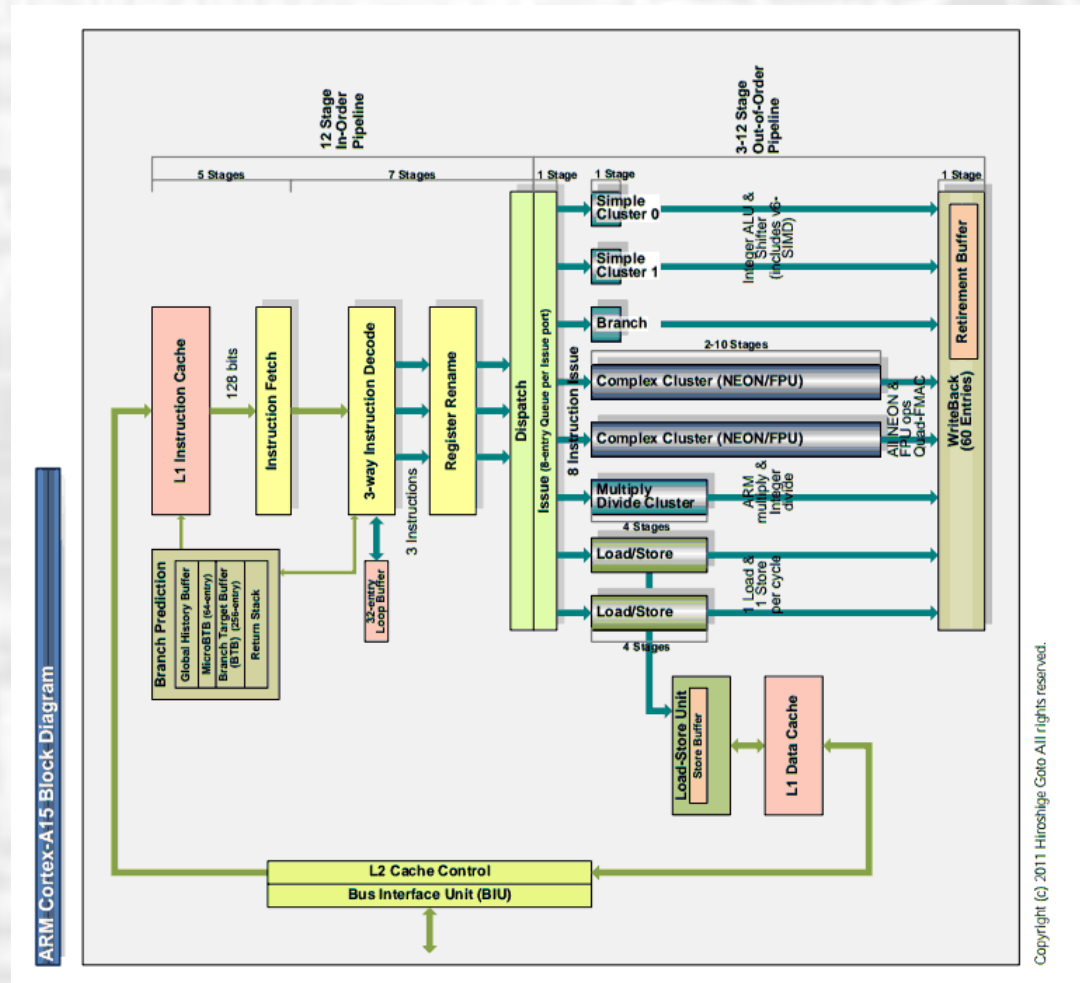 ARM Cortex-A15 Block Diagram
12 Stage
In-Order
Pipeline
3-12 Stage
Out-of-Order
Pipeline
5 Stages
7 Stages
1 Stage
1 Stage
1 Stage
L1 Instruction Cache
128 bits
Instruction Fetch
Branch Prediction
Global History Buffer
MicroBTB (64-entry)
Branch Target Buffer
(BTB) (256-entry)
Return Stack
3-way Instruction Decode
32-entry
Loop Buffer
3 Instructions
Register Rename
Dispatch
Issue (8-entry Queue per Issue port)
8 Instruction Issue
Simple
Cluster 0
Simple
Cluster 1
Integer ALU &
Shifter
(includes v6-
SIMD)
Branch
2-10 Stages
Complex Cluster (NEON/FPU)
Complex Cluster (NEON/FPU)
All NEON &
FPU ops
Quad-FMAC
Multiply
Divide Cluster
4 Stages
ARM
multiply &
Integer
divide
Load/Store
Load/Store
4 Stages
1 Load &
1 Store
per cycle
WriteBack
(60 Entries)
Retirement Buffer
Load-Store Unit
Store Buffer
L1 Data Cache
L2 Cache Control
Bus Interface Unit (BIU)
Copyright (c) 2011 Hiroshige Goto All rights reserved.